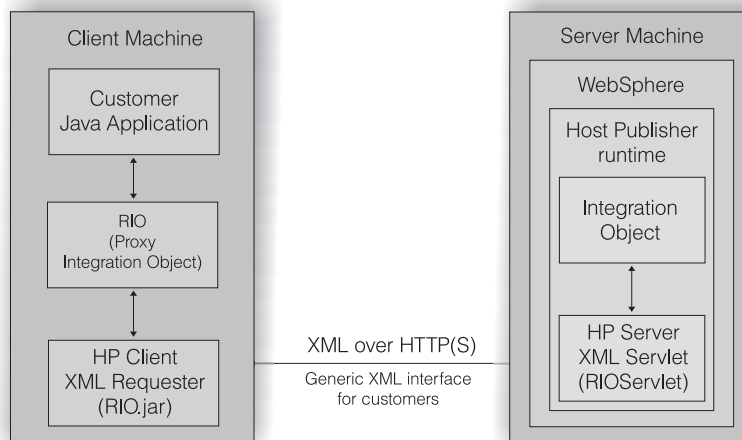 Client Machine
Customer
Java Application
RIO
(Proxy
Integration Object)
HP Client
XML Requester
(RIO.jar)
XML over HTTP(S)
Generic XML interface
for customers
Server Machine
WebSphere
Host Publisher
runtime
Integration
Object
HP Server
XML Servlet
(RIOServlet)